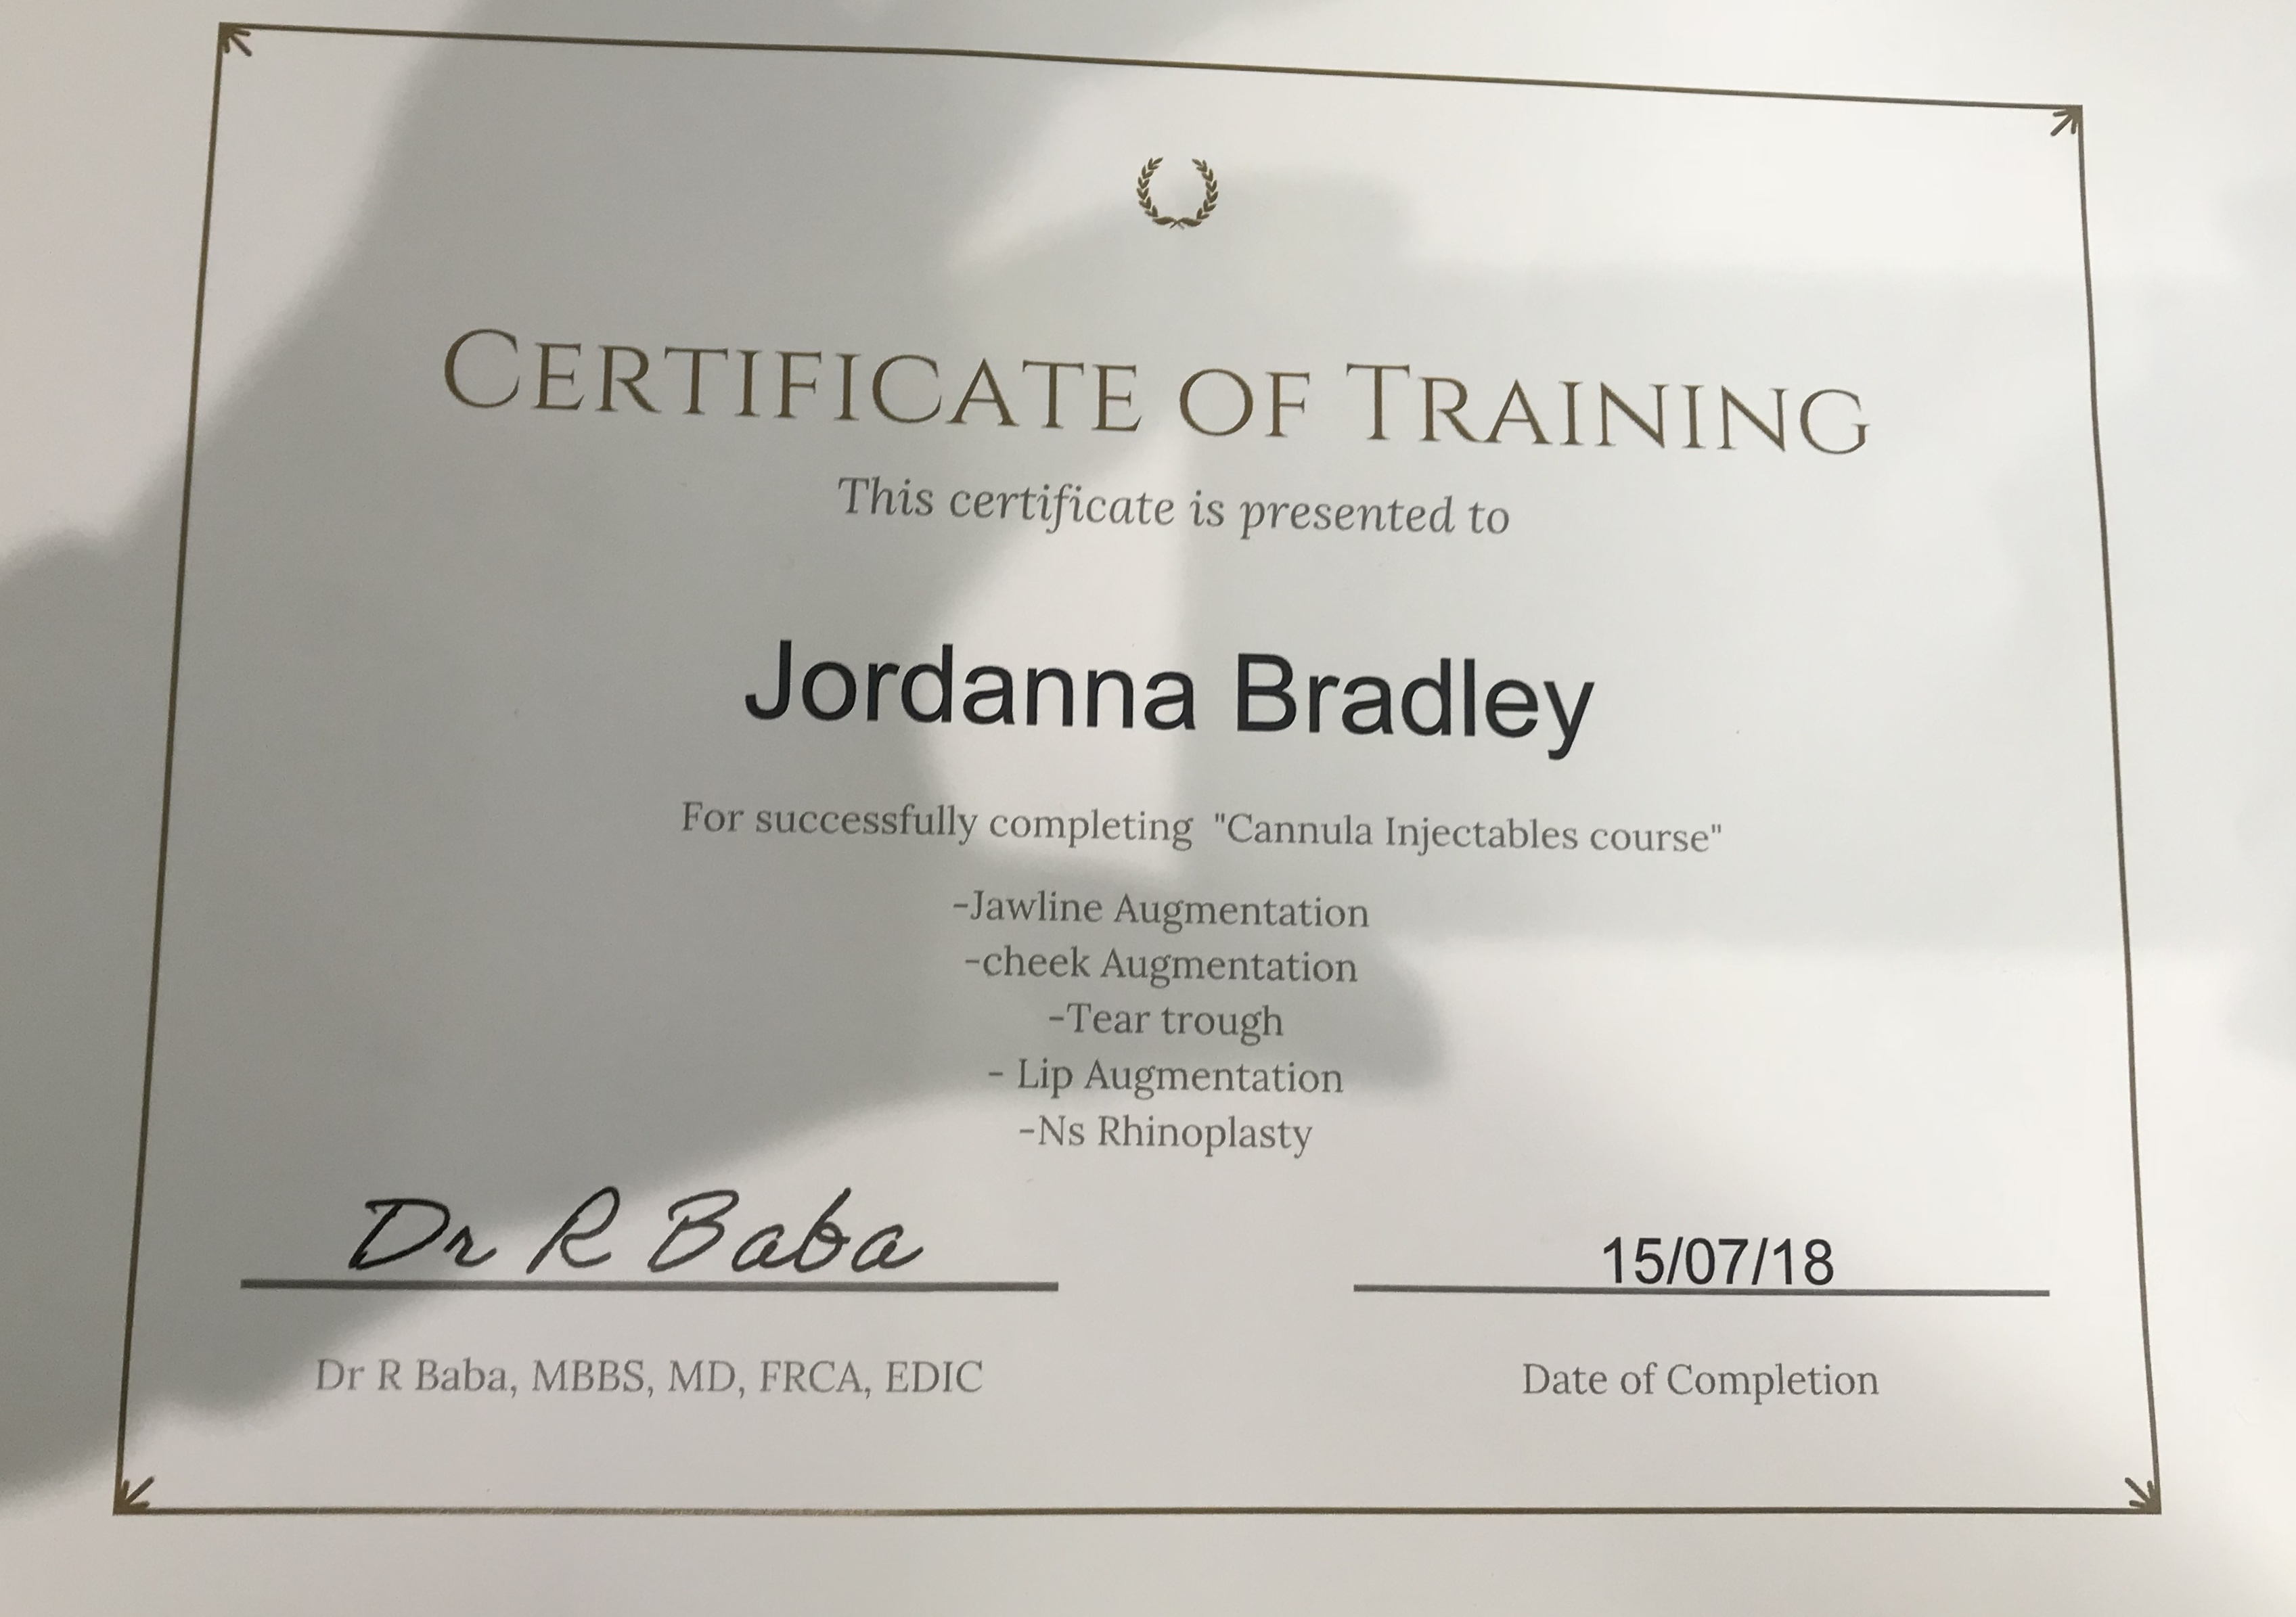 CERTIFICATE OF TRAINING
This certificate is presented to
Jordanna Bradley
For successfully completing "Cannula Injectables course"
-Jawline Augmentation
-cheek Augmentation
-Tear trough
- Lip Augmentation
-Ns Rhinoplasty
Dr R Baba
15/07/18
Dr R Baba, MBBS, MD, FRCA, EDIC
Date of Completion